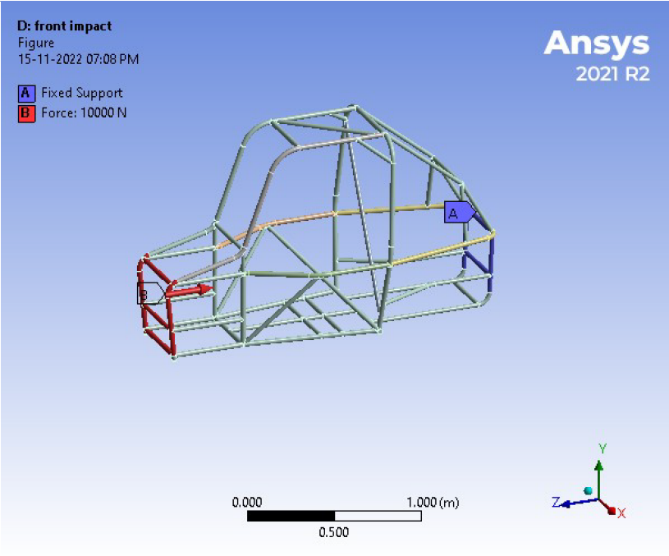 D: front impact
Figure
15-11-2022 07:08 PM
A Fixed Support
B Force: 10000 N
Ansys
2021 R2
A
B
0.000 1.000 (m)
0.500
Y
Z
X